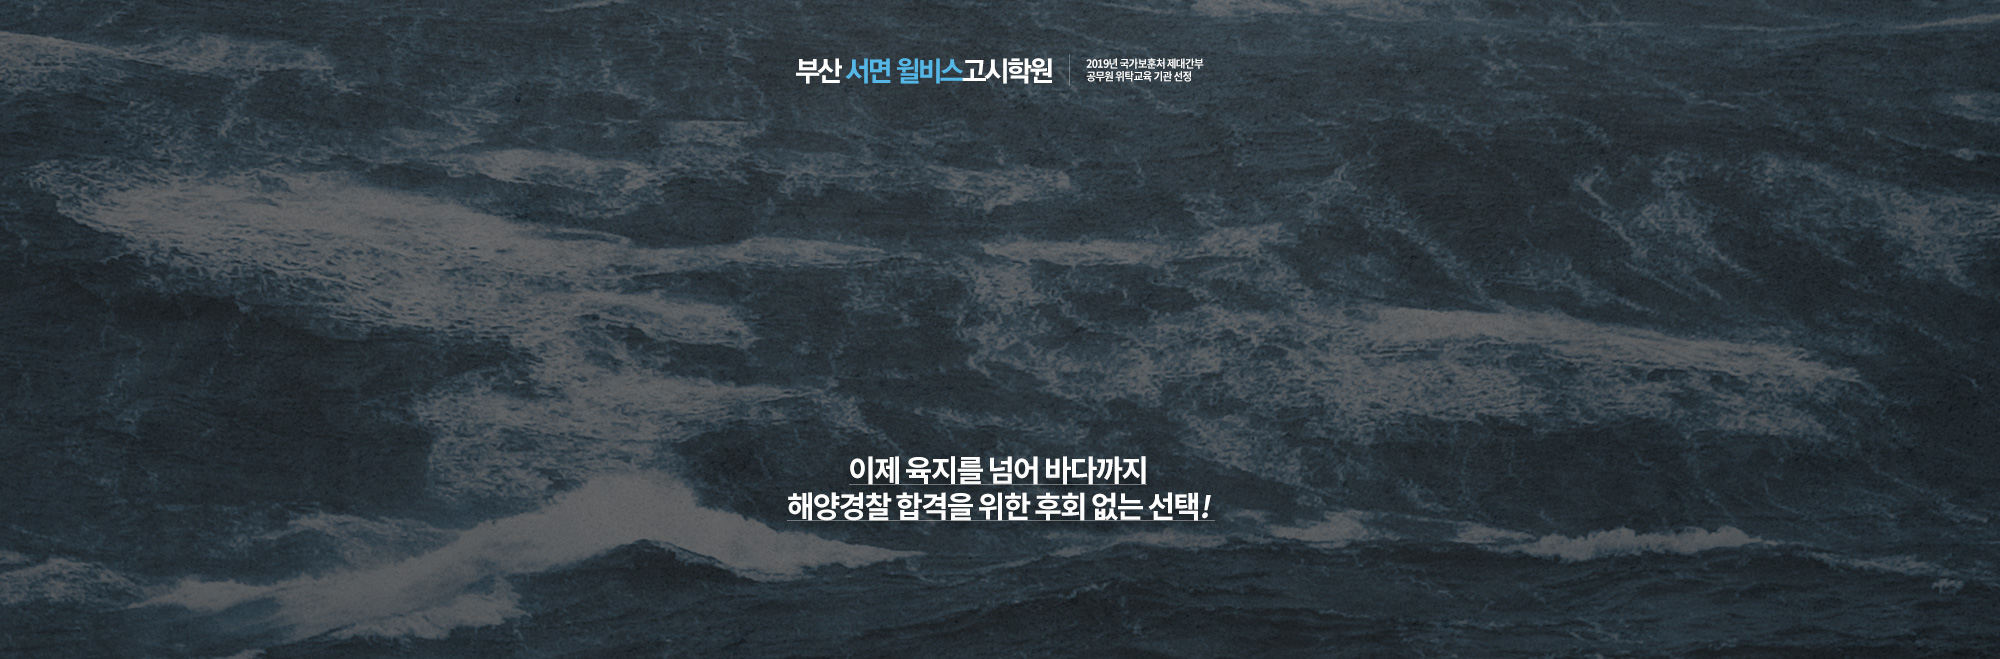 부산 서면 윌비스고시학원
2019년 국가보훈처 제대간부
공무원 위탁교육 기관 선정
이제 육지를 넘어 바다까지
해양경찰 합격을 위한 후회 없는 선택!